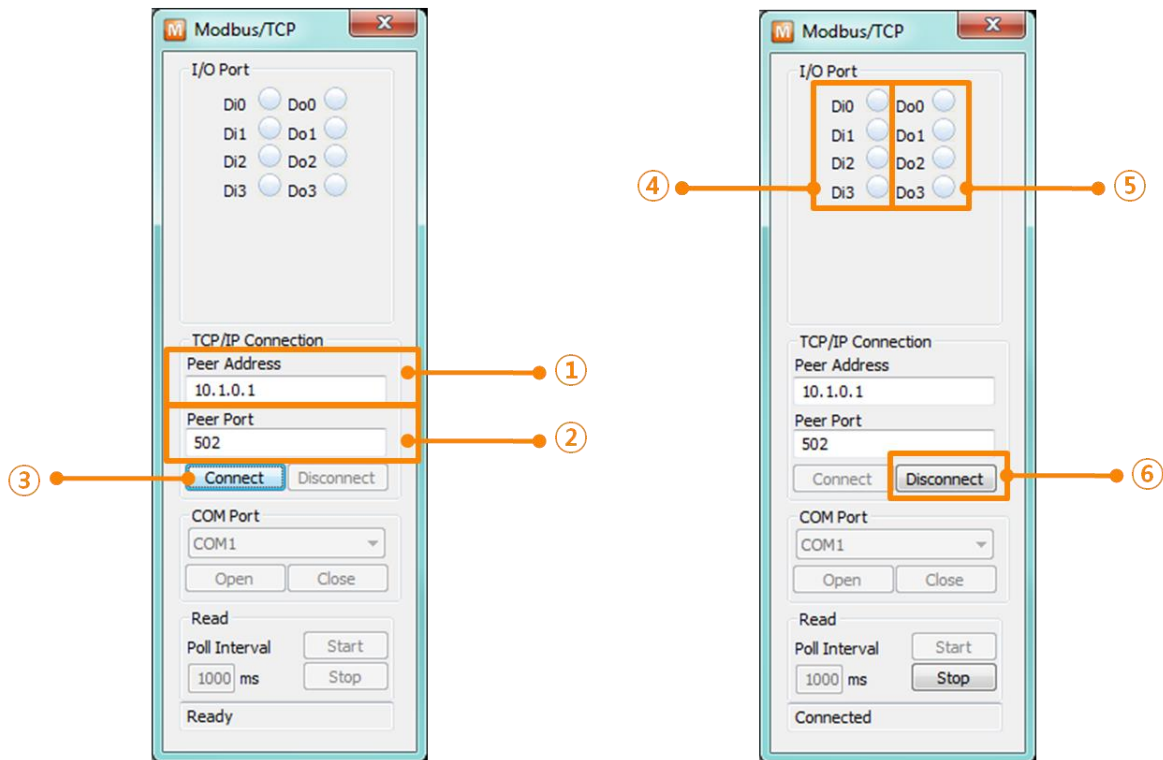 Modbus/TCP
I/O Port
Di0 Do0
Di1 Do1
Di2 Do2
Di3 Do3
TCP/IP Connection
Peer Address
10.1.0.1
①
Peer Port
502
②
③
Connect Disconnect
COM Port
COM1
Open Close
Read
Poll Interval Start
1000 ms Stop
Ready
Modbus/TCP
I/O Port
Di0 Do0
Di1 Do1
Di2 Do2
④
⑤
Di3 Do3
TCP/IP Connection
Peer Address
10.1.0.1
Peer Port
502
Connect Disconnect
⑥
COM Port
COM1
Open Close
Read
Poll Interval Start
1000 ms Stop
Connected